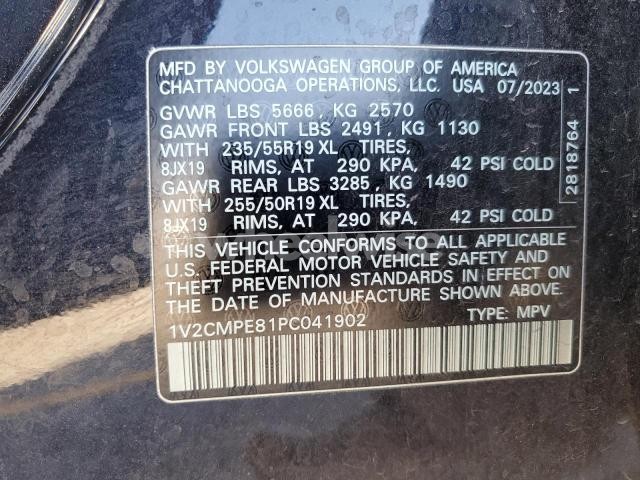 MFD BY VOLKSWAGEN GROUP OF AMERICA
CHATTANOOGA OPERATIONS, LLC. USA 07/2023
GVWR LBS 5666, KG 2570
GAWR FRONT LBS 2491, KG 1130
WITH 235/55R19 XL TIRES,
8JX19 RIMS, AT 290 KPA, 42 PSI COLD
GAWR REAR LBS 3285, KG 1490
WITH 255/50R19 XL TIRES,
8JX19 RIMS, AT 290 KPA, 42 PSI COLD
THIS VEHICLE CONFORMS TO ALL APPLICABLE
U.S. FEDERAL MOTOR VEHICLE SAFETY AND
THEFT PREVENTION STANDARDS IN EFFECT ON
THE DATE OF MANUFACTURE SHOWN ABOVE.
1V2CMPE81PC041902 TYPE: MPV
2818764 1